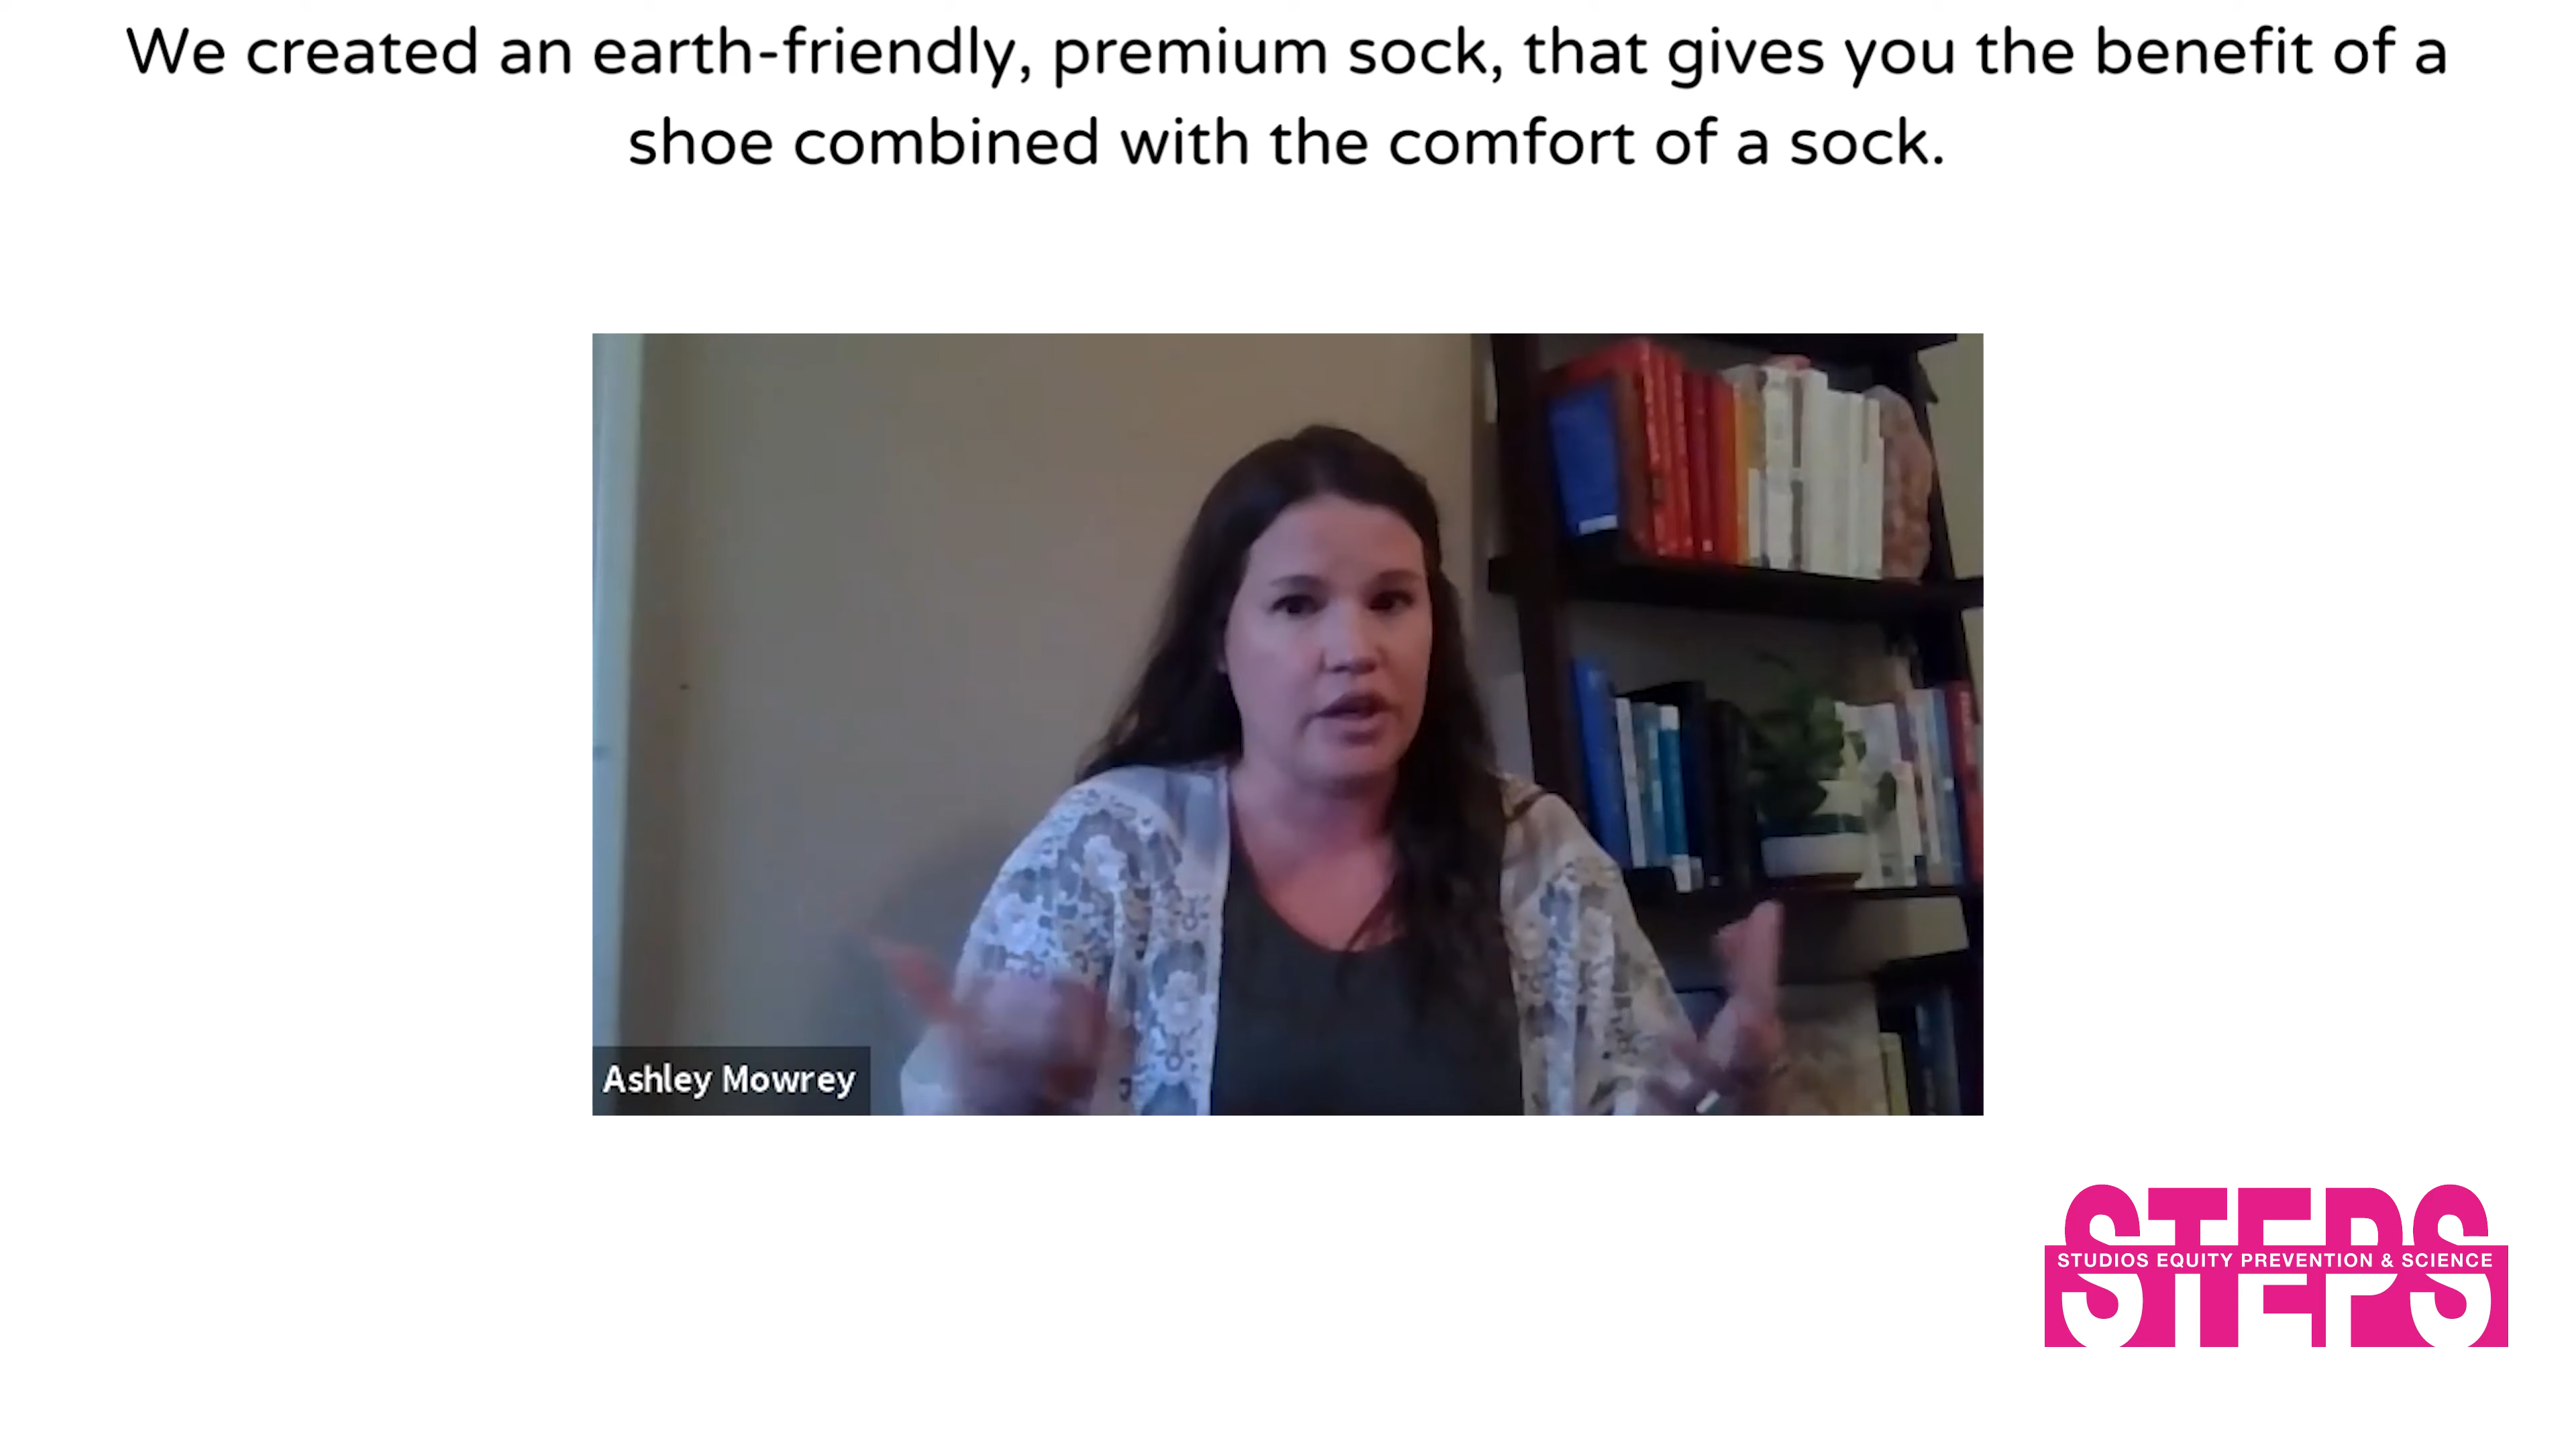 We created an earth-friendly, premium sock, that gives you the benefit of a
shoe combined with the comfort of a sock.
Ashley Mowrey
STEPS
STUDIOS EQUITY PREVENTION & SCIENCE